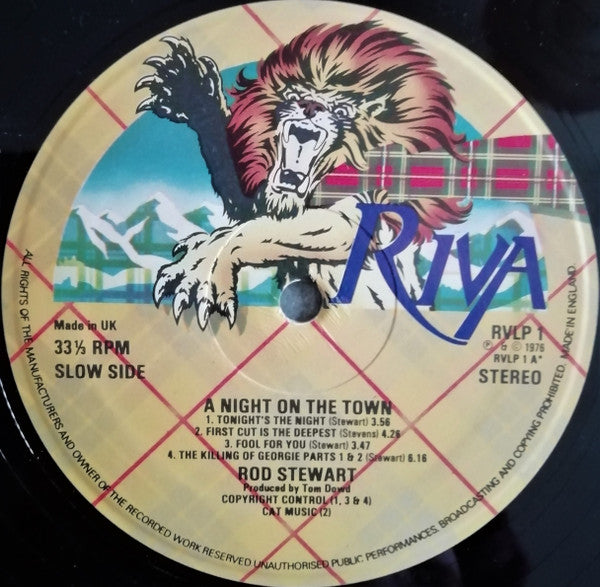 RIVA
Made in UK
33⅓ RPM
SLOW SIDE
RVLP 1
Ⓟ & © 1976
RVLP 1 A*
STEREO
A NIGHT ON THE TOWN
1. TONIGHT'S THE NIGHT (Stewart) 3.56
2. FIRST CUT IS THE DEEPEST (Stevens) 4.26
3. FOOL FOR YOU (Stewart) 3.47
4. THE KILLING OF GEORGIE PARTS 1 & 2 (Stewart) 6.16
ROD STEWART
Produced by Tom Dowd
COPYRIGHT CONTROL (1, 3 & 4)
CAT MUSIC (2)
ALL RIGHTS OF THE MANUFACTURERS AND OWNER OF THE RECORDED WORK RESERVED. UNAUTHORISED PUBLIC PERFORMANCES, BROADCASTING AND COPYING PROHIBITED. MADE IN ENGLAND.